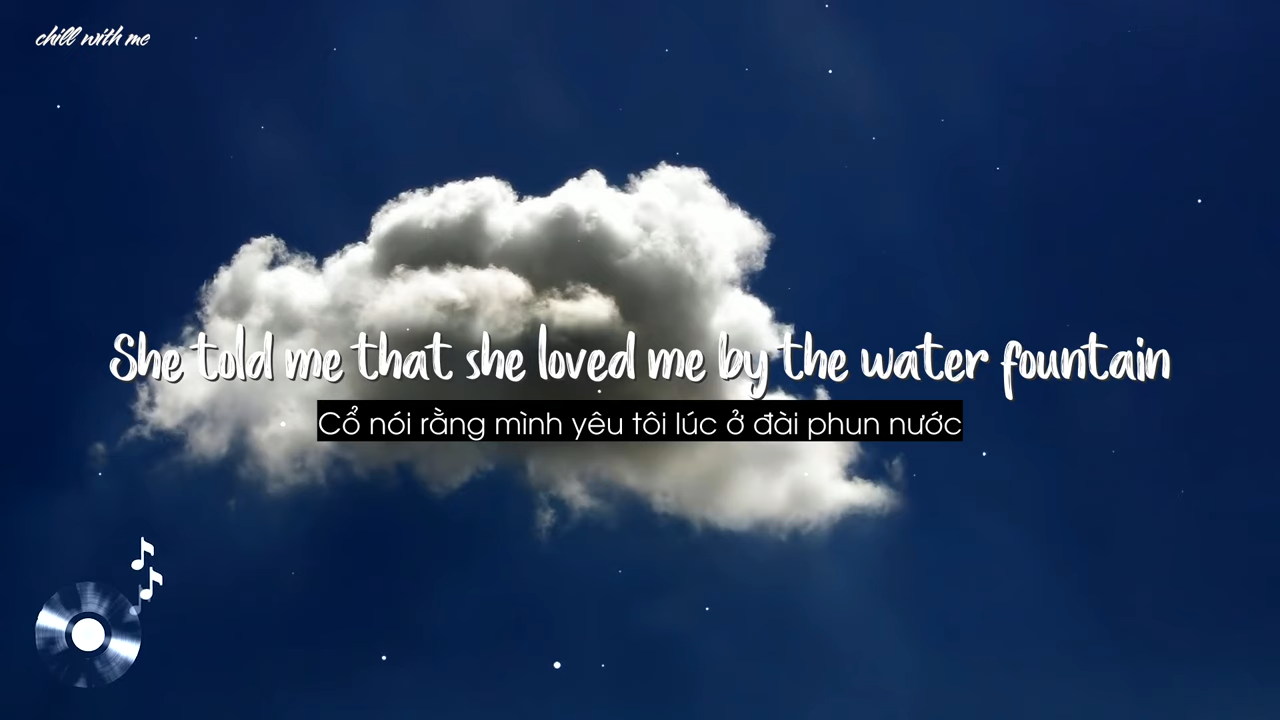 chill with me
She told me that she loved me by the water fountain
Cổ nói rằng mình yêu tôi lúc ở đài phun nước